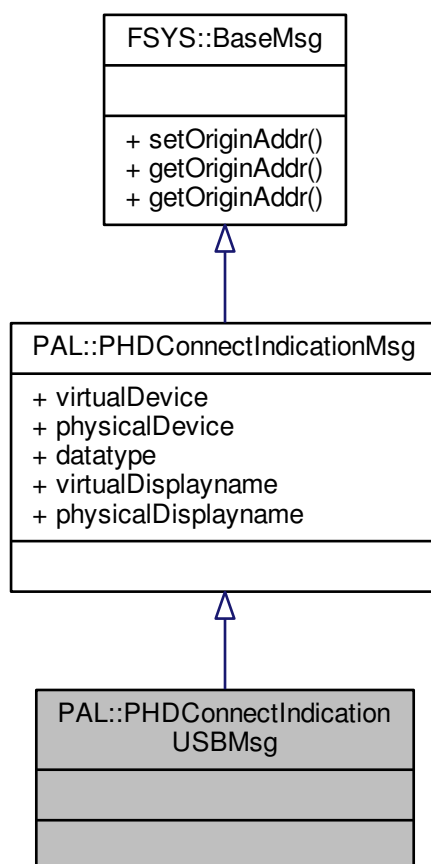 FSYS::BaseMsg
+ setOriginAddr()
+ getOriginAddr()
+ getOriginAddr()
PAL::PHDConnectIndicationMsg
+ virtualDevice
+ physicalDevice
+ datatype
+ virtualDisplayname
+ physicalDisplayname
PAL::PHDConnectIndication
USBMsg